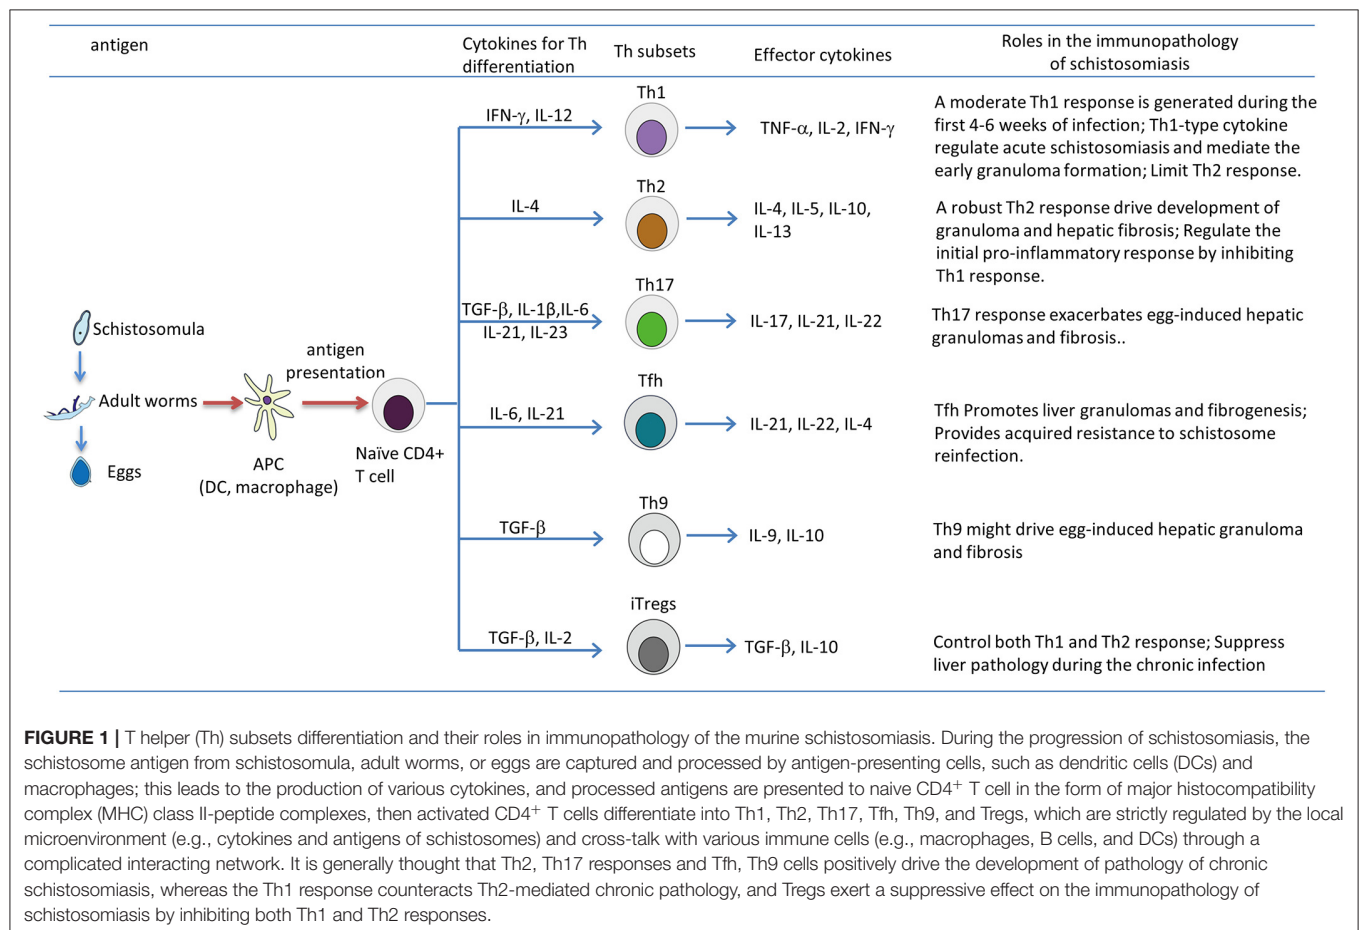 antigen
Cytokines for Th
differentiation
Th subsets
Effector cytokines
Roles in the immunopathology
of schistosomiasis
Th1
IFN-γ, IL-12
TNF-α, IL-2, IFN-γ
A moderate Th1 response is generated during the
first 4-6 weeks of infection; Th1-type cytokine
regulate acute schistosomiasis and mediate the
early granuloma formation; Limit Th2 response.
Th2
IL-4
IL-4, IL-5, IL-10,
IL-13
A robust Th2 response drive development of
granuloma and hepatic fibrosis; Regulate the
initial pro-inflammatory response by inhibiting
Th1 response.
Th17
TGF-β, IL-1β,IL-6
IL-21, IL-23
IL-17, IL-21, IL-22
Th17 response exacerbates egg-induced hepatic
granulomas and fibrosis..
Schistosomula
Adult worms
Eggs
APC
(DC, macrophage)
antigen
presentation
Naïve CD4+
T cell
Tfh
IL-6, IL-21
IL-21, IL-22, IL-4
Tfh Promotes liver granulomas and fibrogenesis;
Provides acquired resistance to schistosome
reinfection.
Th9
TGF-β
IL-9, IL-10
Th9 might drive egg-induced hepatic granuloma
and fibrosis
iTregs
TGF-β, IL-2
TGF-β, IL-10
Control both Th1 and Th2 response; Suppress
liver pathology during the chronic infection
FIGURE 1 | T helper (Th) subsets differentiation and their roles in immunopathology of the murine schistosomiasis. During the progression of schistosomiasis, the
schistosome antigen from schistosomula, adult worms, or eggs are captured and processed by antigen-presenting cells, such as dendritic cells (DCs) and
macrophages; this leads to the production of various cytokines, and processed antigens are presented to naive CD4⁺ T cell in the form of major histocompatibility
complex (MHC) class II-peptide complexes, then activated CD4⁺ T cells differentiate into Th1, Th2, Th17, Tfh, Th9, and Tregs, which are strictly regulated by the local
microenvironment (e.g., cytokines and antigens of schistosomes) and cross-talk with various immune cells (e.g., macrophages, B cells, and DCs) through a
complicated interacting network. It is generally thought that Th2, Th17 responses and Tfh, Th9 cells positively drive the development of pathology of chronic
schistosomiasis, whereas the Th1 response counteracts Th2-mediated chronic pathology, and Tregs exert a suppressive effect on the immunopathology of
schistosomiasis by inhibiting both Th1 and Th2 responses.